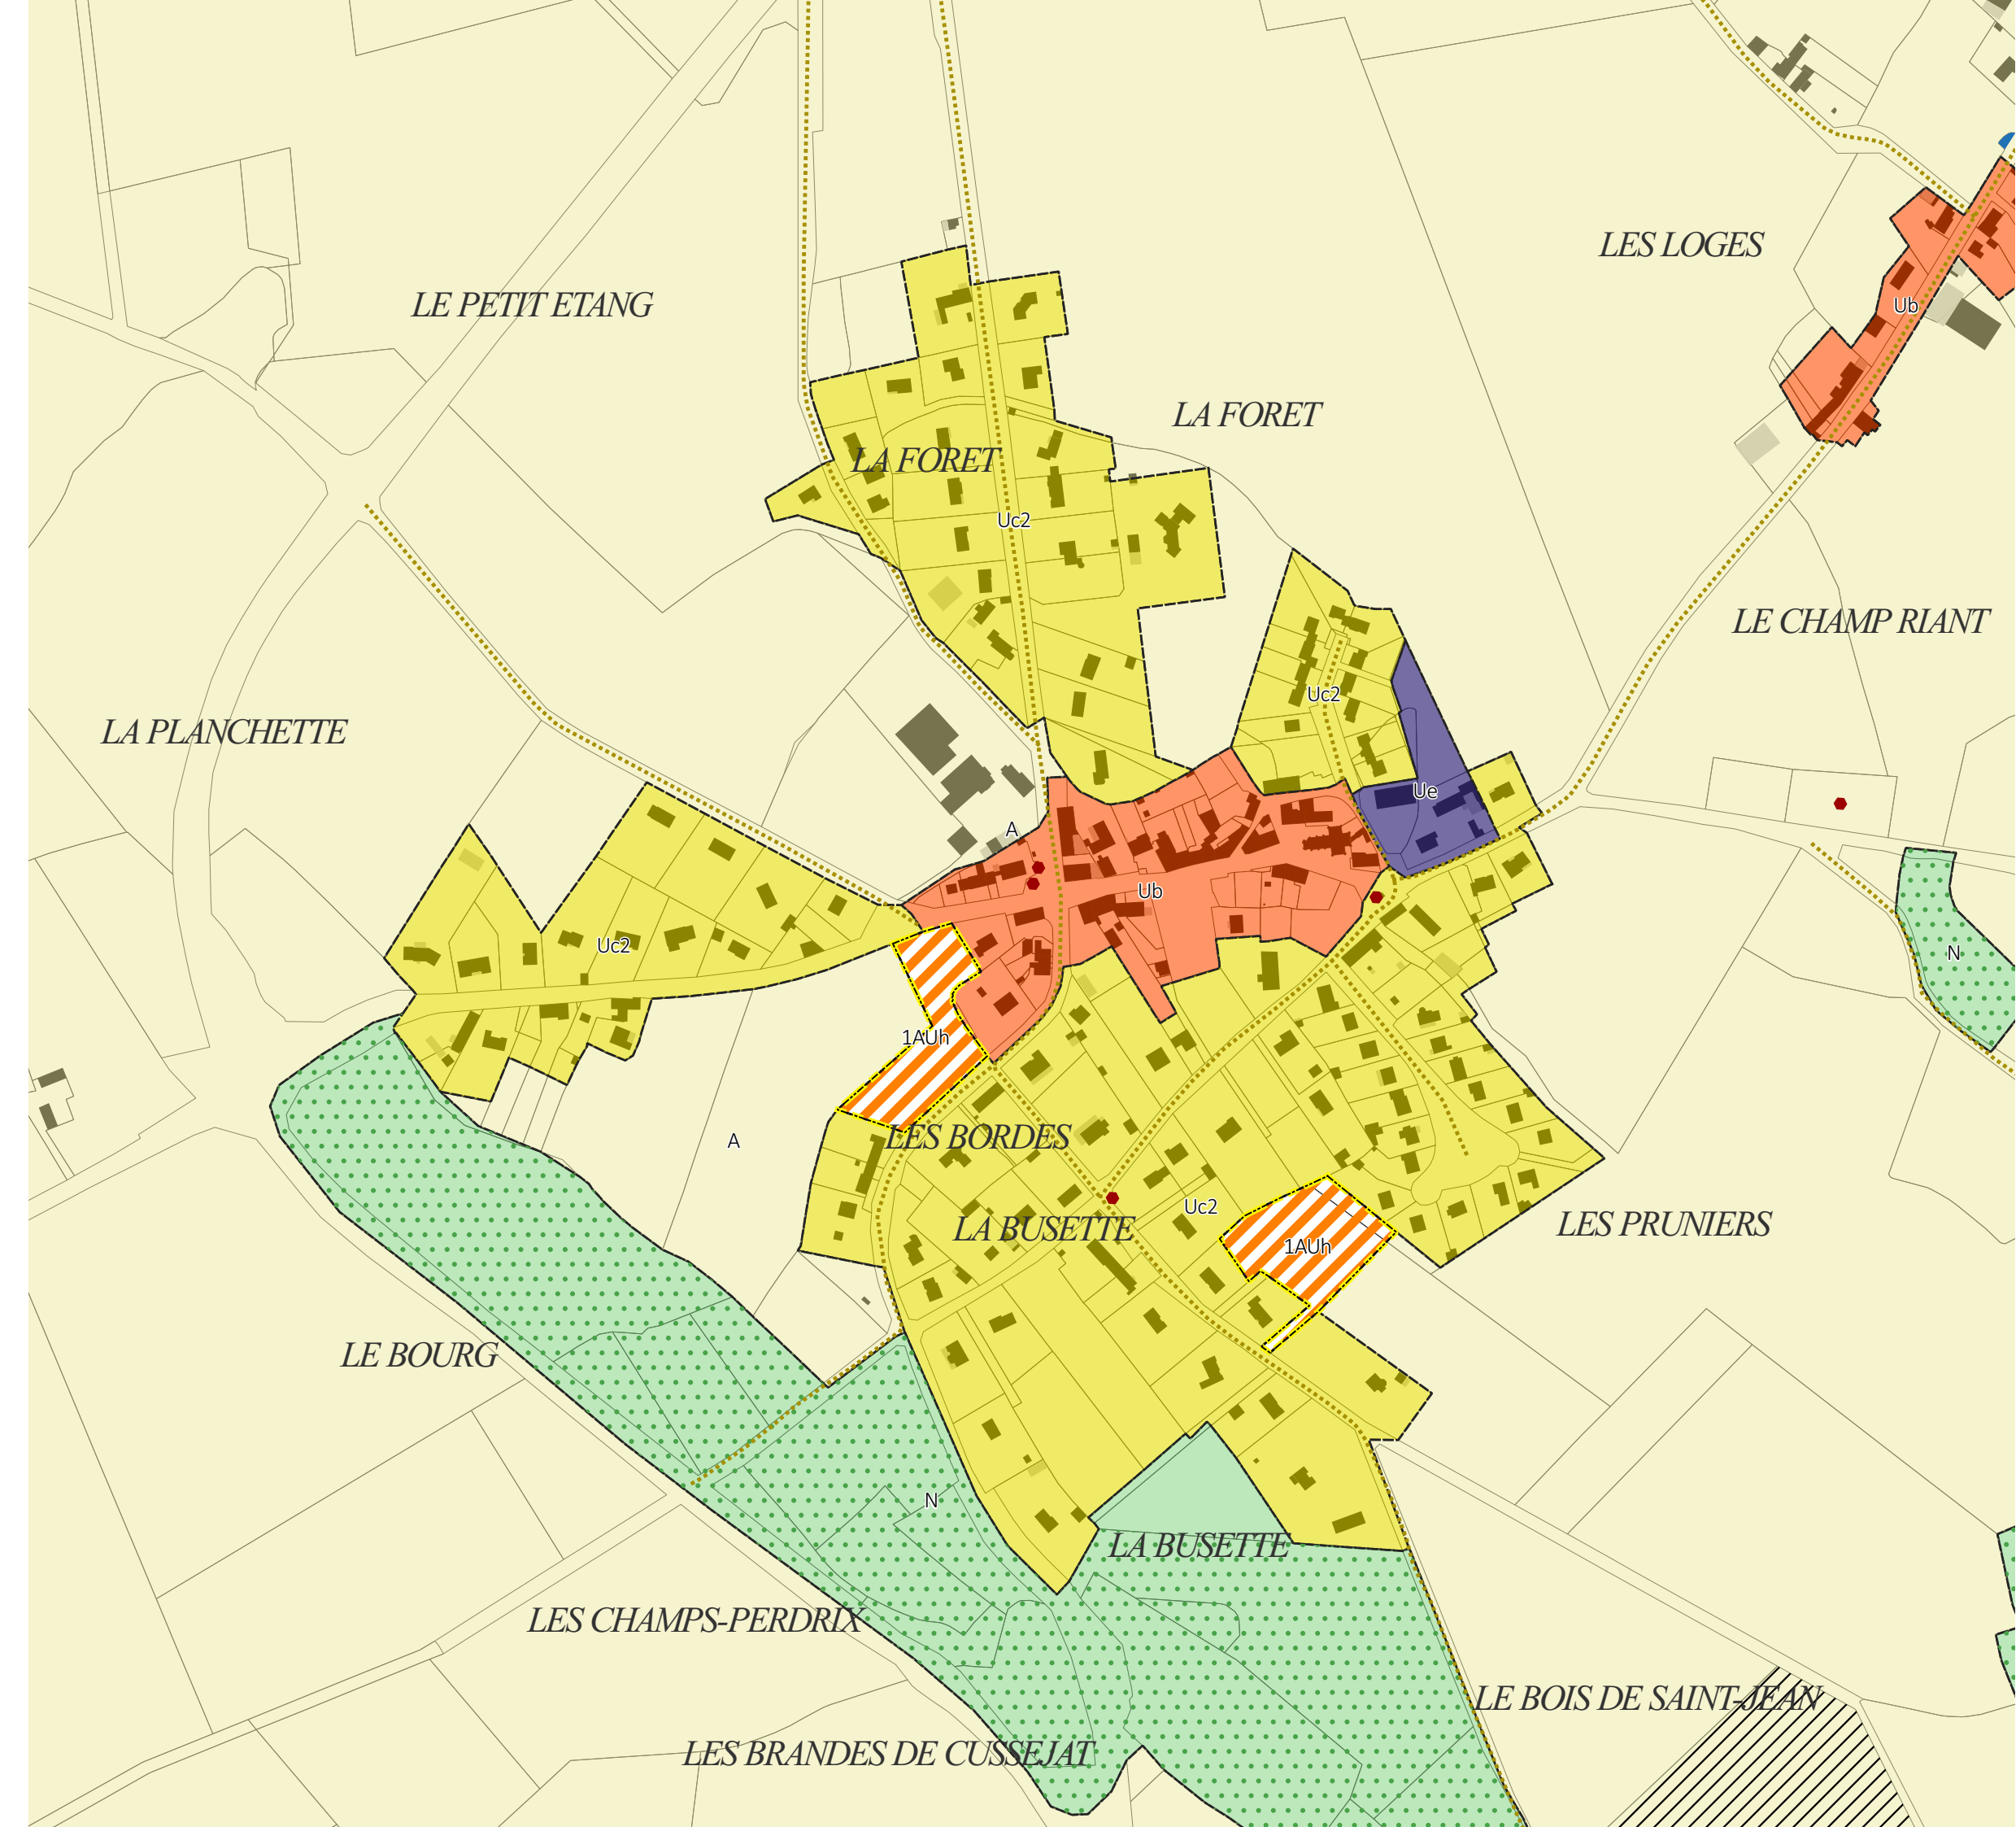 LES LOGES
LE PETIT ETANG
Ub
LA FORET
LA FORET
Uc2
LE CHAMP RIANT
Uc2
LA PLANCHETTE
Ue
A
Ub
Uc2
N
1AUh
LES BORDES
A
Uc2
LES PRUNIERS
LA BUSETTE
1AUh
LE BOURG
N
LA BUSETTE
LES CHAMPS-PERDRIX
LE BOIS DE SAINT-JEAN
LES BRANDES DE CUSSEJAT